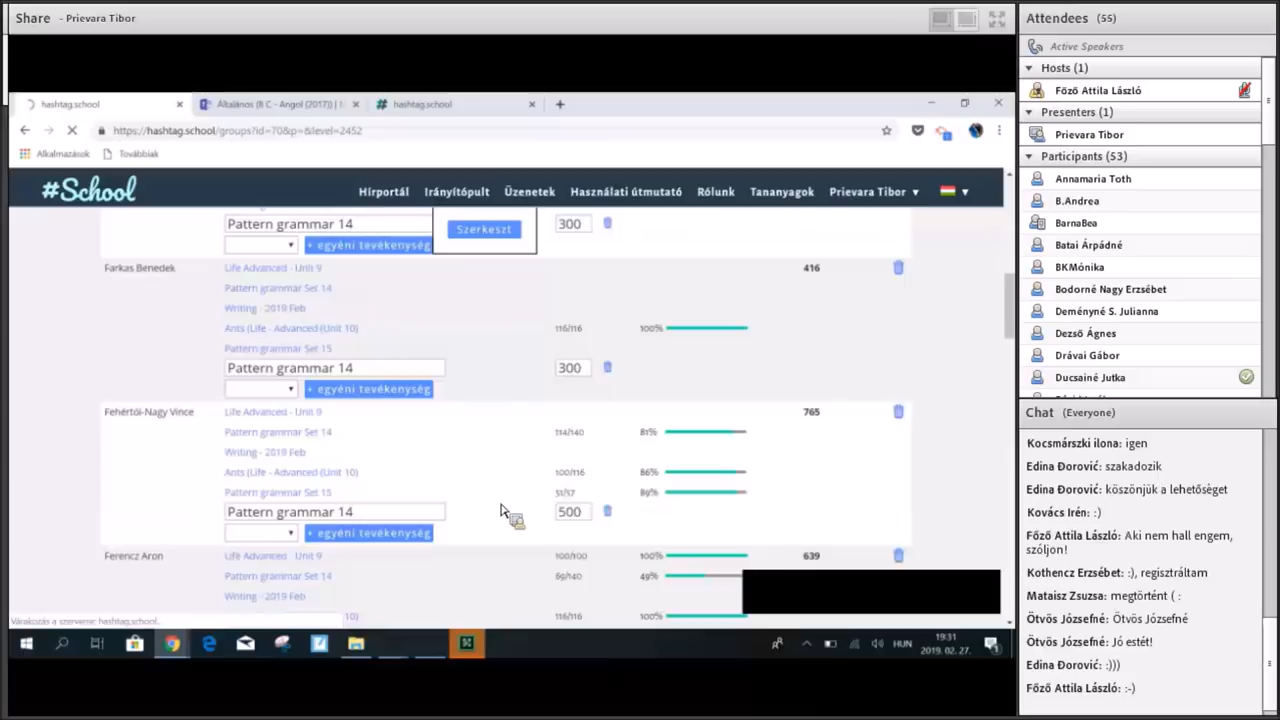 Share - Prievara Tibor
hashtag.school
Általános (8.C. - Angol (2017)) |
hashtag.school
https://hashtag.school/groups?id=70&p=&level=2452
Alkalmazások
Továbbiak
#School
Hírportál
Irányítópult
Üzenetek
Használati útmutató
Rólunk
Tananyagok
Prievara Tibor
Pattern grammar 14
Szerkeszt
300
+ egyéni tevékenység
Farkas Benedek
Life Advanced - Unit 9
416
Pattern grammar Set 14
Writing - 2019 Feb
Ants (Life - Advanced (Unit 10)
116/116
100%
Pattern grammar Set 15
Pattern grammar 14
300
+ egyéni tevékenység
Fehértói-Nagy Vince
Life Advanced - Unit 9
765
Pattern grammar Set 14
114/140
81%
Writing - 2019 Feb
Ants (Life - Advanced (Unit 10)
100/116
86%
Pattern grammar Set 15
51/57
89%
Pattern grammar 14
500
+ egyéni tevékenység
Ferencz Aron
Life Advanced Unit 9
100/100
100%
639
Pattern grammar Set 14
69/140
49%
Writing - 2019 Feb
10)
116/116
100%
Várakozás a szerverre: hashtag.school.
HUN
19:31
2019. 02. 27.
Attendees (55)
Active Speakers
Hosts (1)
Főző Attila László
Presenters (1)
Prievara Tibor
Participants (53)
Annamaria Toth
B.Andrea
BarnaBea
Batai Árpádné
BKMónika
Bodorné Nagy Erzsébet
Deményné S. Julianna
Dezső Ágnes
Drávai Gábor
Ducsainé Jutka
Chat (Everyone)
Kocsmárszki ilona: igen
Edina Đorović: szakadozik
Edina Đorović: köszönjük a lehetősèget
Kovács Irén: :)
Főző Attila László: Aki nem hall engem,
szóljon!
Kothencz Erzsébet: :), regisztráltam
Mataisz Zsuzsa: megtörtént ( :
Ötvös Józsefné: Ötvös Józsefné
Ötvös Józsefné: Jó estét!
Edina Đorović: :)))
Főző Attila László: :-)